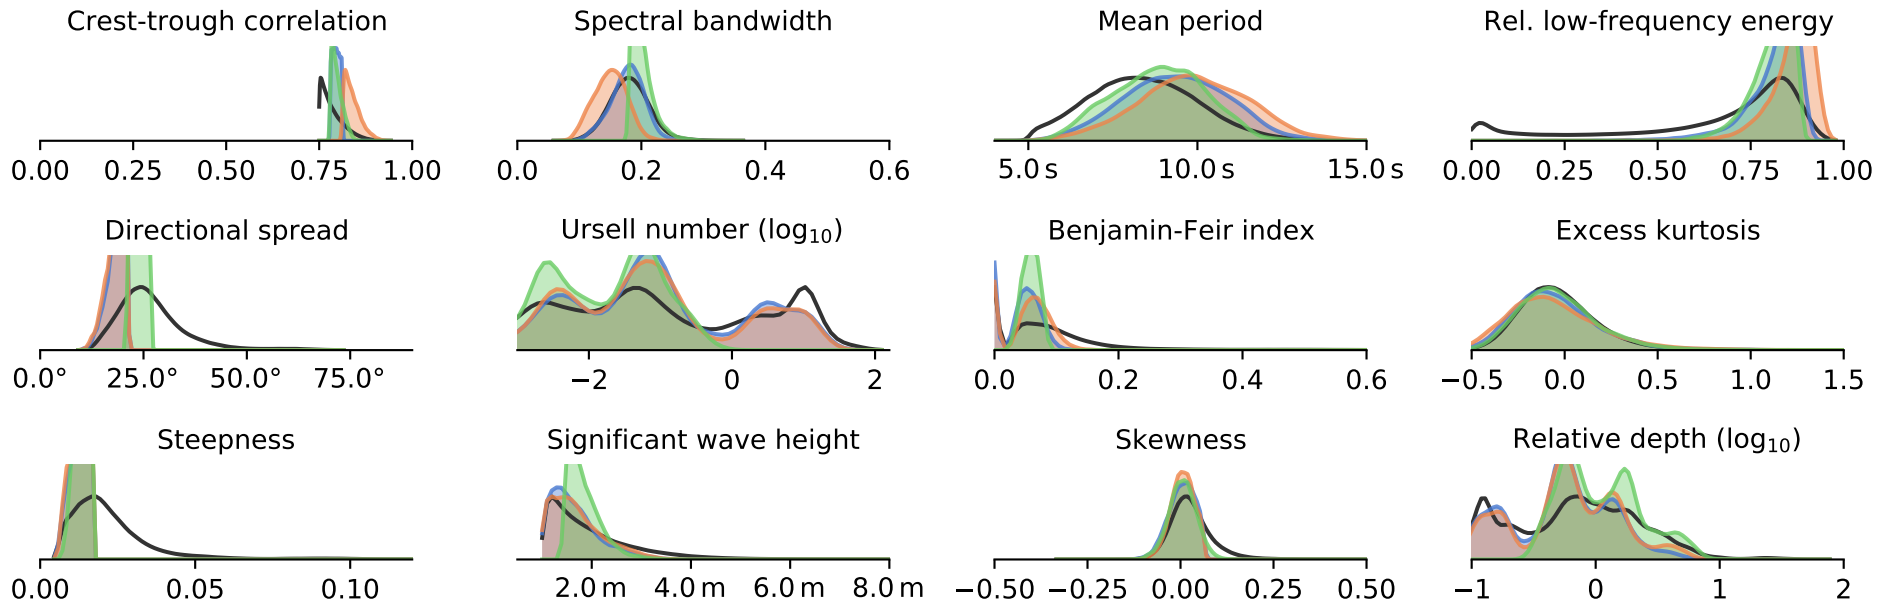 Crest-trough correlation Spectral bandwidth Mean period Rel. low-frequency energy
0.00 0.25 0.50 0.75 1.00 0.0 0.2 0.4 0.6 5.0 s 10.0 s 15.0 s 0.00 0.25 0.50 0.75 1.00
Directional spread Ursell number (log₁₀) Benjamin-Feir index Excess kurtosis
0.0° 25.0° 50.0° 75.0° −2 0 2 0.0 0.2 0.4 0.6 −0.5 0.0 0.5 1.0 1.5
Steepness Significant wave height Skewness Relative depth (log₁₀)
0.00 0.05 0.10 2.0 m 4.0 m 6.0 m 8.0 m −0.50 −0.25 0.00 0.25 0.50 −1 0 1 2